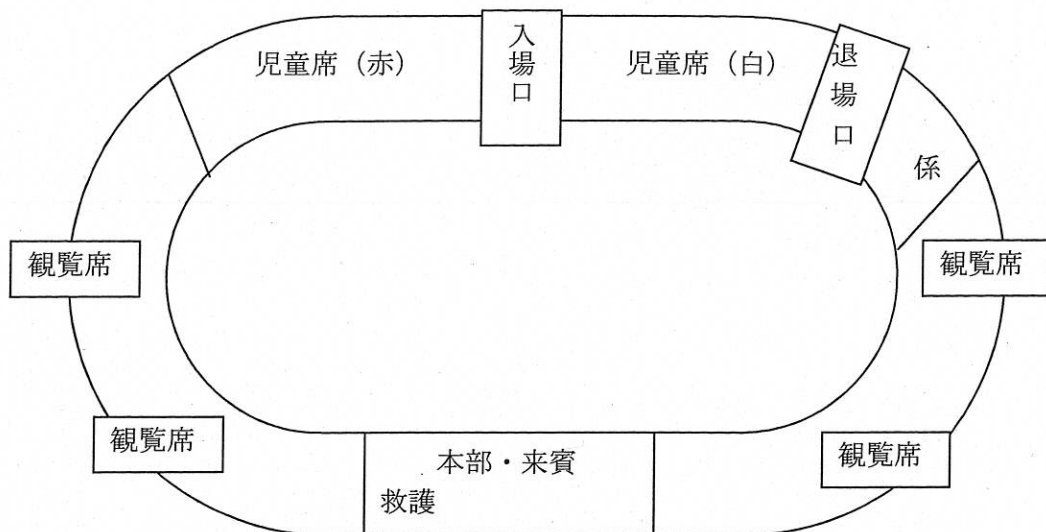 児童席（赤）
入場口
児童席（白）
退場口
係
観覧席
観覧席
観覧席
観覧席
本部・来賓
救護